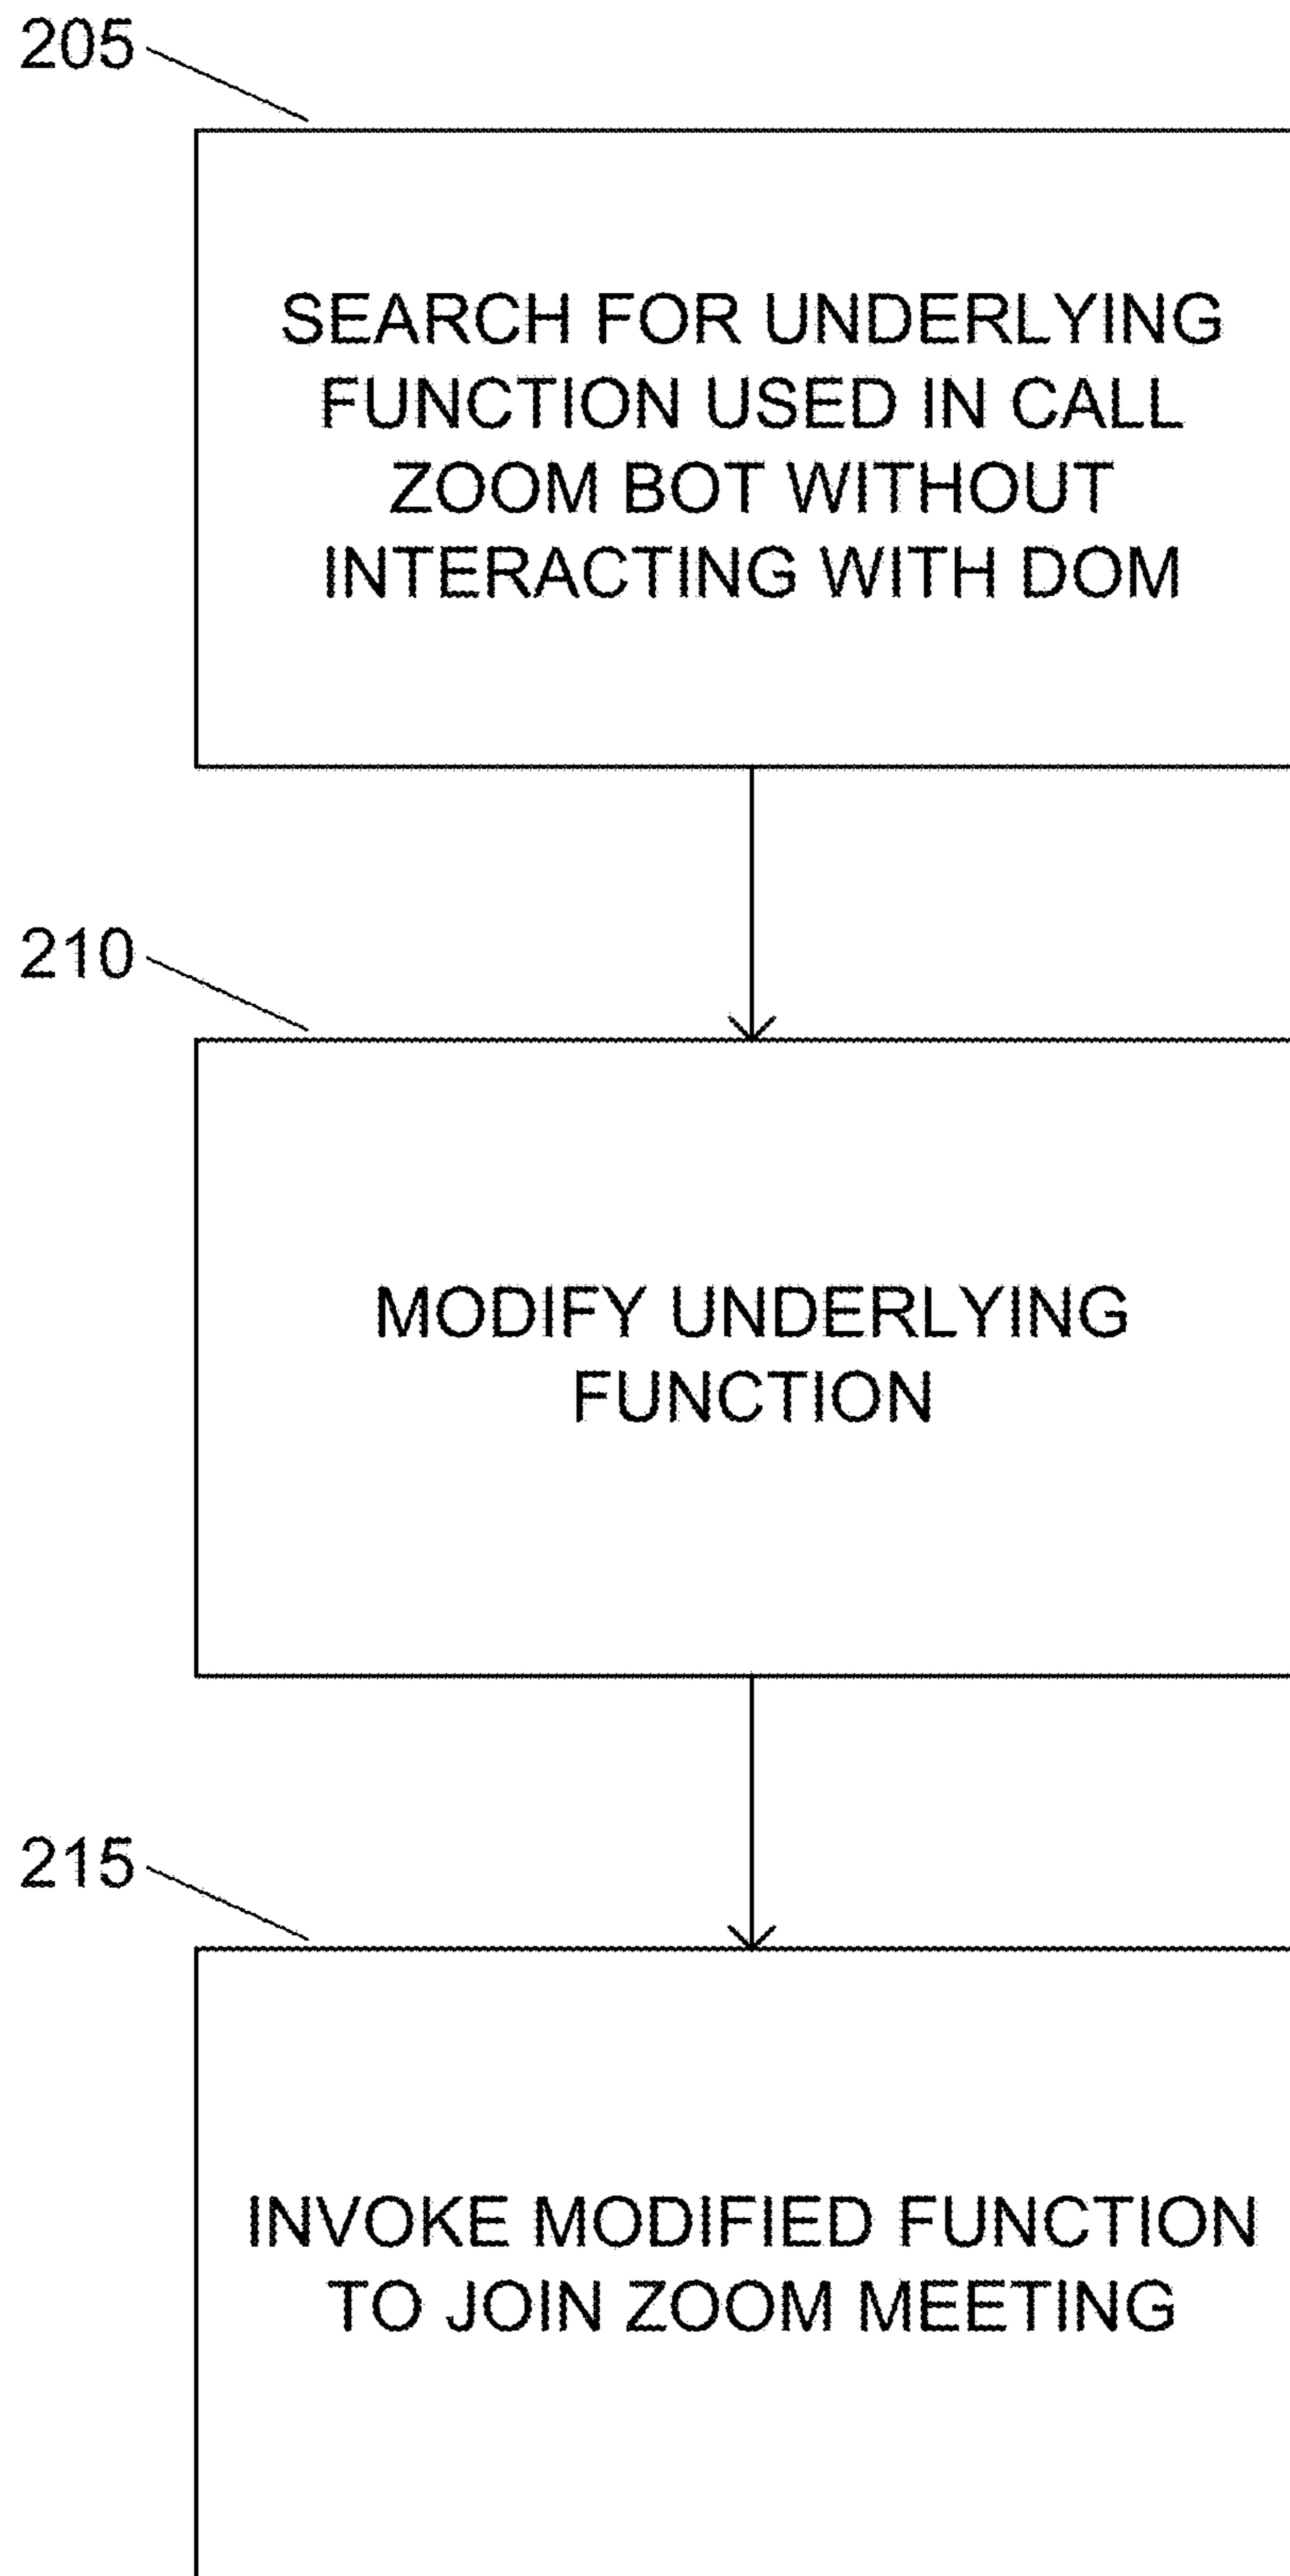 205
SEARCH FOR UNDERLYING
FUNCTION USED IN CALL
ZOOM BOT WITHOUT
INTERACTING WITH DOM
210
MODIFY UNDERLYING
FUNCTION
215
INVOKE MODIFIED FUNCTION
TO JOIN ZOOM MEETING